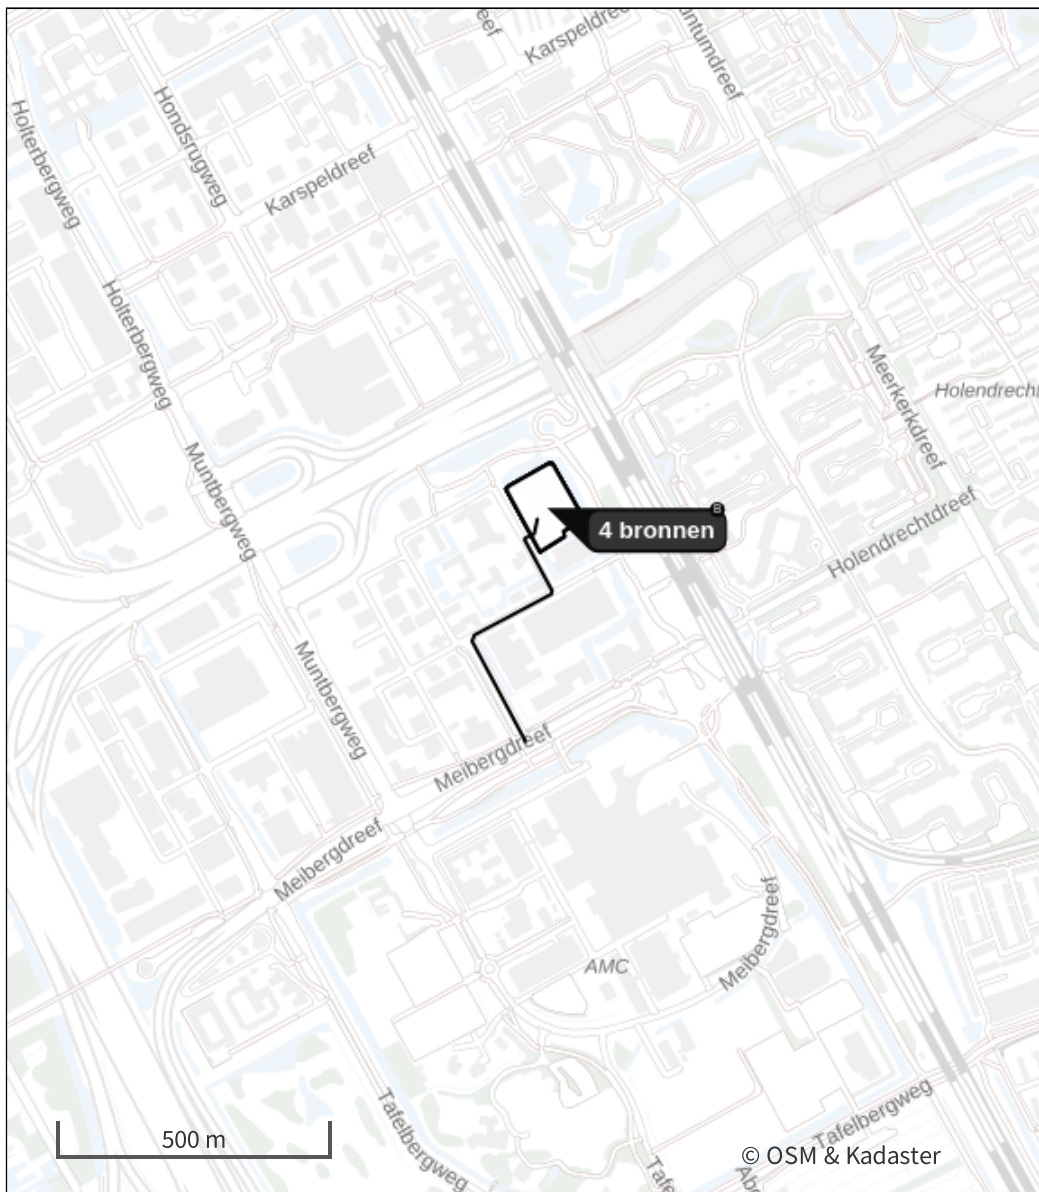 Karspeldree
Holterbergweg
Hondsrugweg
Karspeldreef
Holterbergweg
Meerkerkdreef
Holendrecht
Muntbergweg
B
4 bronnen
Holendrechtdreef
Muntbergweg
Meibergdreef
Meibergdreef
Meibergdreef
AMC
Tafelbergweg
Tafelbergweg
500 m
© OSM & Kadaster